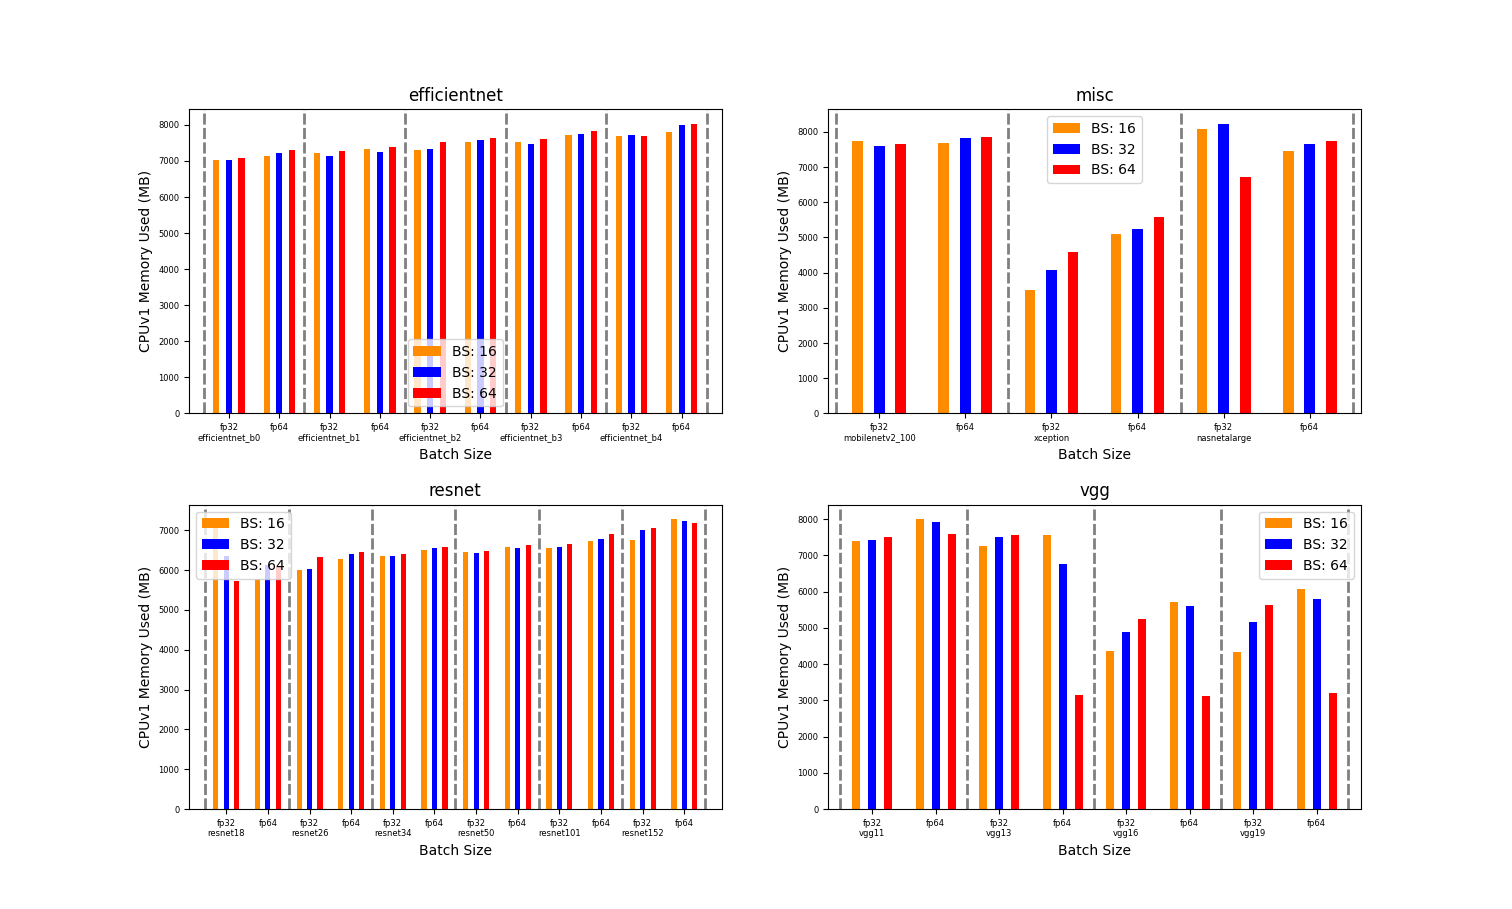 efficientnet
CPUv1 Memory Used (MB)
8000
7000
6000
5000
4000
3000
2000
1000
0
BS: 16
BS: 32
BS: 64
fp32 fp64 fp32 fp64 fp32 fp64 fp32 fp64 fp32 fp64
efficientnet_b0 efficientnet_b1 efficientnet_b2 efficientnet_b3 efficientnet_b4
Batch Size
misc
CPUv1 Memory Used (MB)
8000
7000
6000
5000
4000
3000
2000
1000
0
BS: 16
BS: 32
BS: 64
fp32 fp64 fp32 fp64 fp32 fp64
mobilenetv2_100 xception nasnetalarge
Batch Size
resnet
CPUv1 Memory Used (MB)
7000
6000
5000
4000
3000
2000
1000
0
BS: 16
BS: 32
BS: 64
fp32 fp64 fp32 fp64 fp32 fp64 fp32 fp64 fp32 fp64 fp32 fp64
resnet18 resnet26 resnet34 resnet50 resnet101 resnet152
Batch Size
vgg
CPUv1 Memory Used (MB)
8000
7000
6000
5000
4000
3000
2000
1000
0
BS: 16
BS: 32
BS: 64
fp32 fp64 fp32 fp64 fp32 fp64 fp32 fp64
vgg11 vgg13 vgg16 vgg19
Batch Size